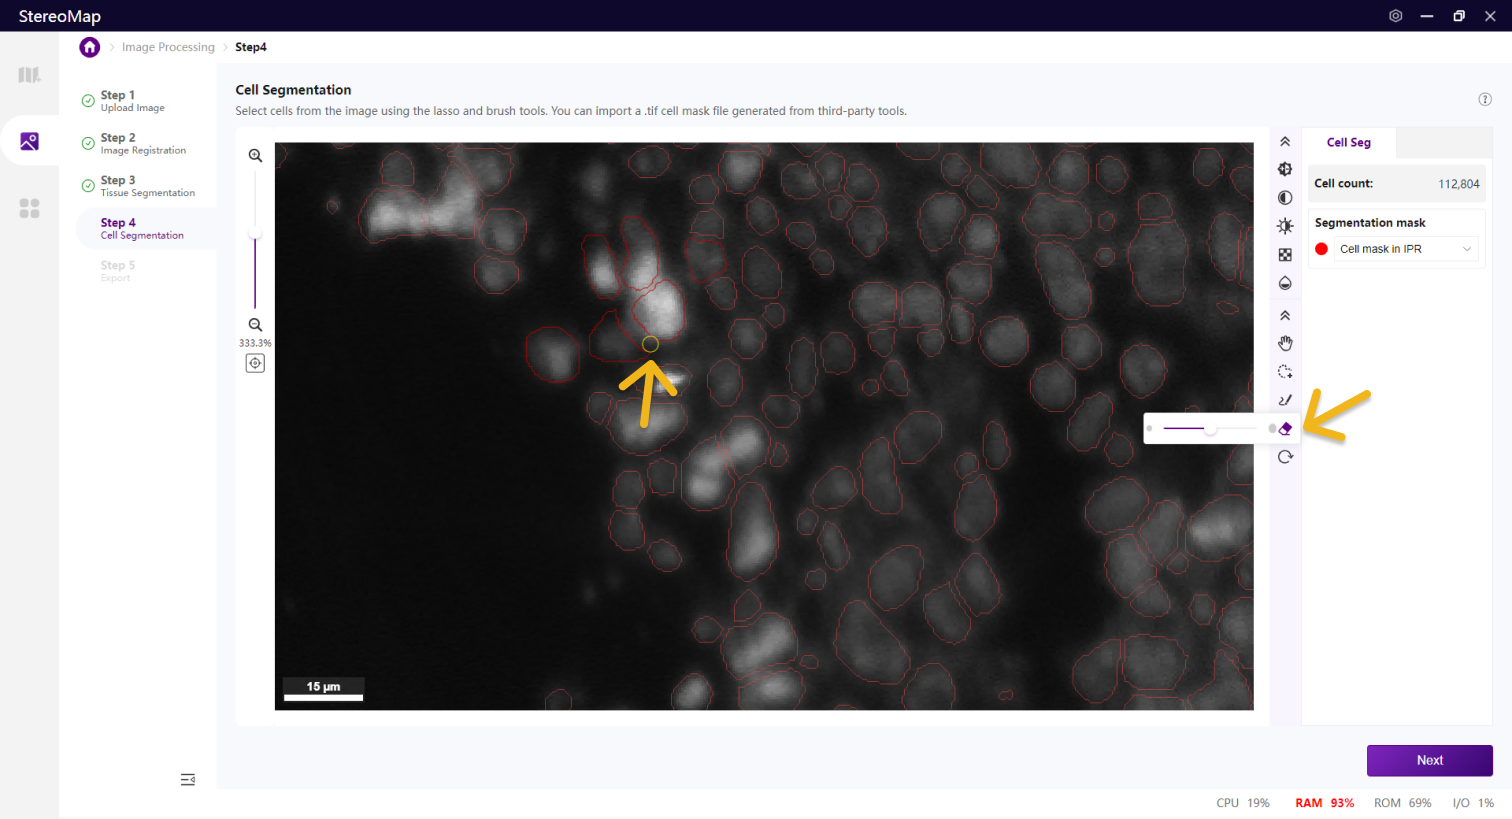 StereoMap
Image Processing
Step4
Step 1
Upload Image
Step 2
Image Registration
Step 3
Tissue Segmentation
Step 4
Cell Segmentation
Step 5
Export
Cell Segmentation
Select cells from the image using the lasso and brush tools. You can import a .tif cell mask file generated from third-party tools.
333.3%
15 µm
Cell Seg
Cell count: 112,804
Segmentation mask
Cell mask in IPR
Next
CPU 19% RAM 93% ROM 69% I/O 1%